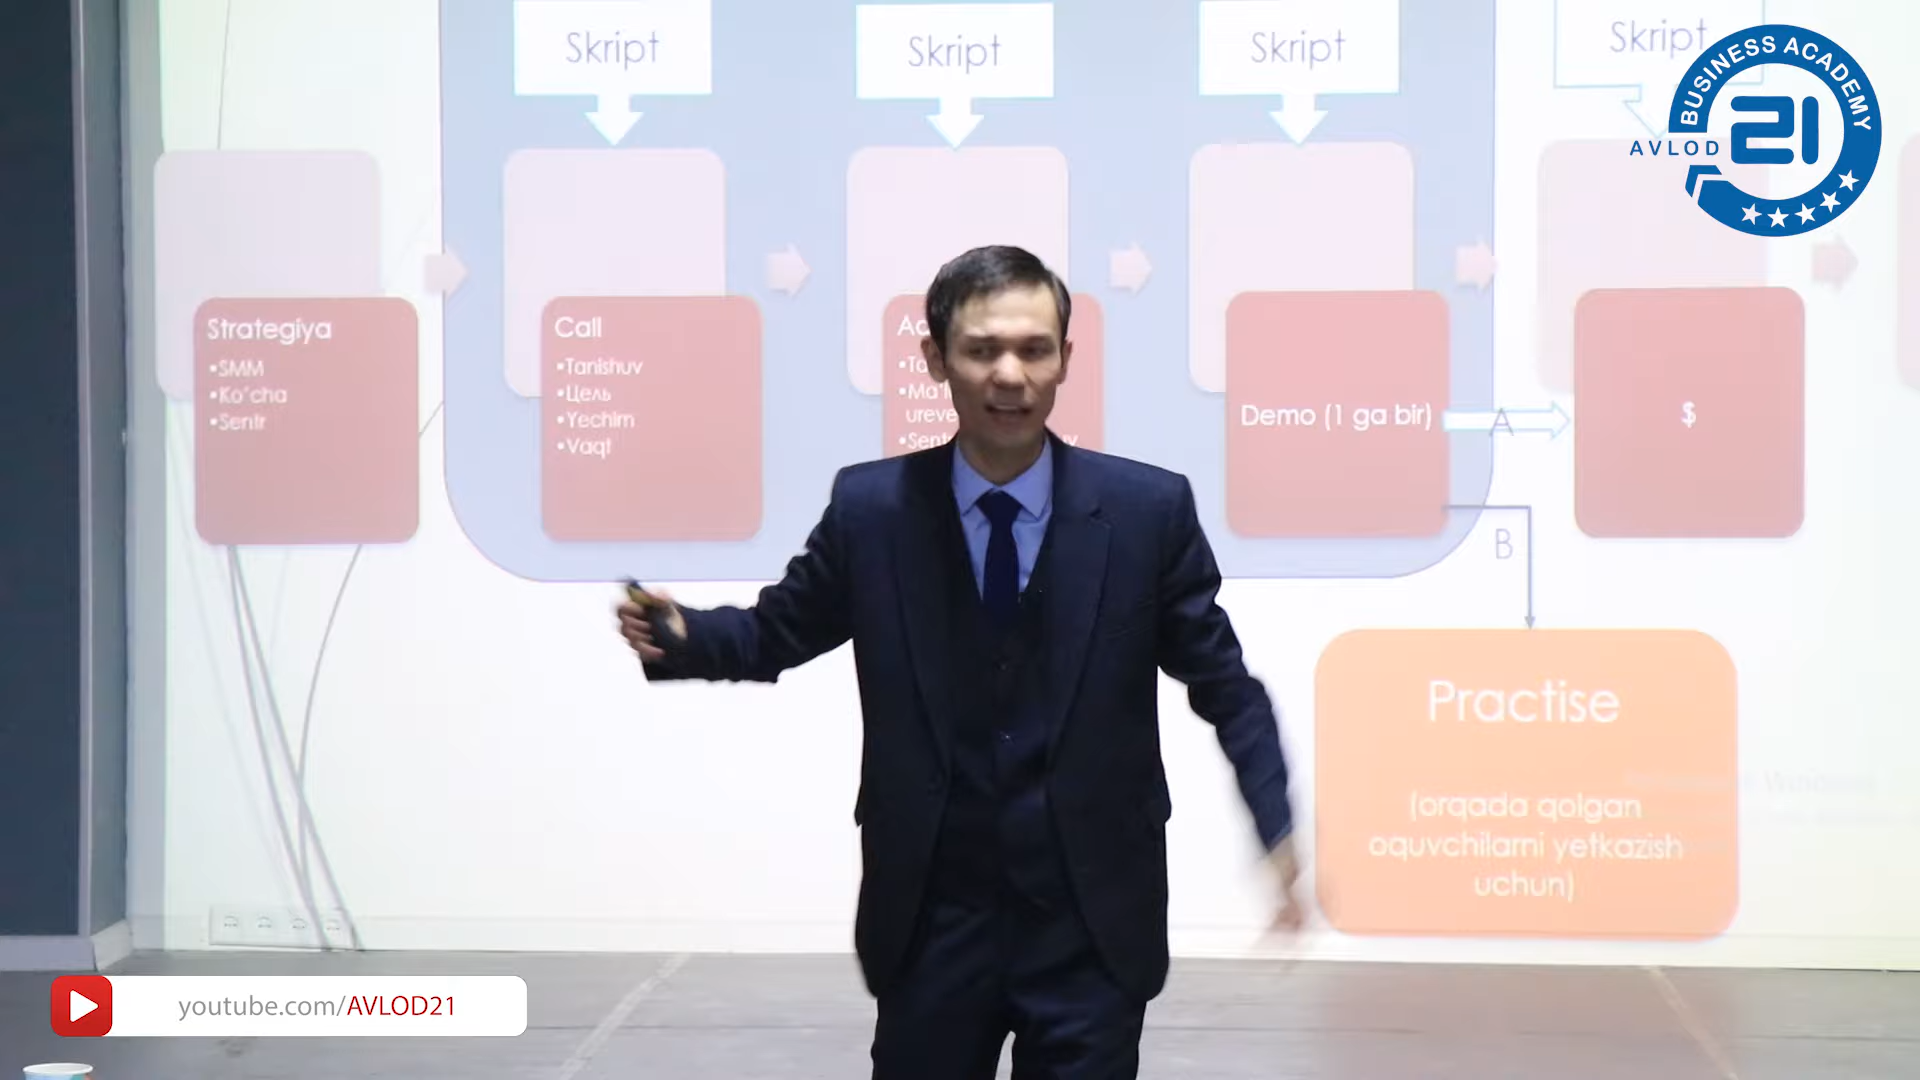 Skript
Skript
Skript
Skript
BUSINESS ACADEMY
AVLOD
21
Strategiya
•SMM
•Ko'cha
•Sentr
Call
•Tanishuv
•Цель
•Yechim
•Vaqt
Demo (1 ga bir)
A
$
B
Practise
(orqada qolgan
oquvchilarni yetkazish
uchun)
youtube.com/AVLOD21